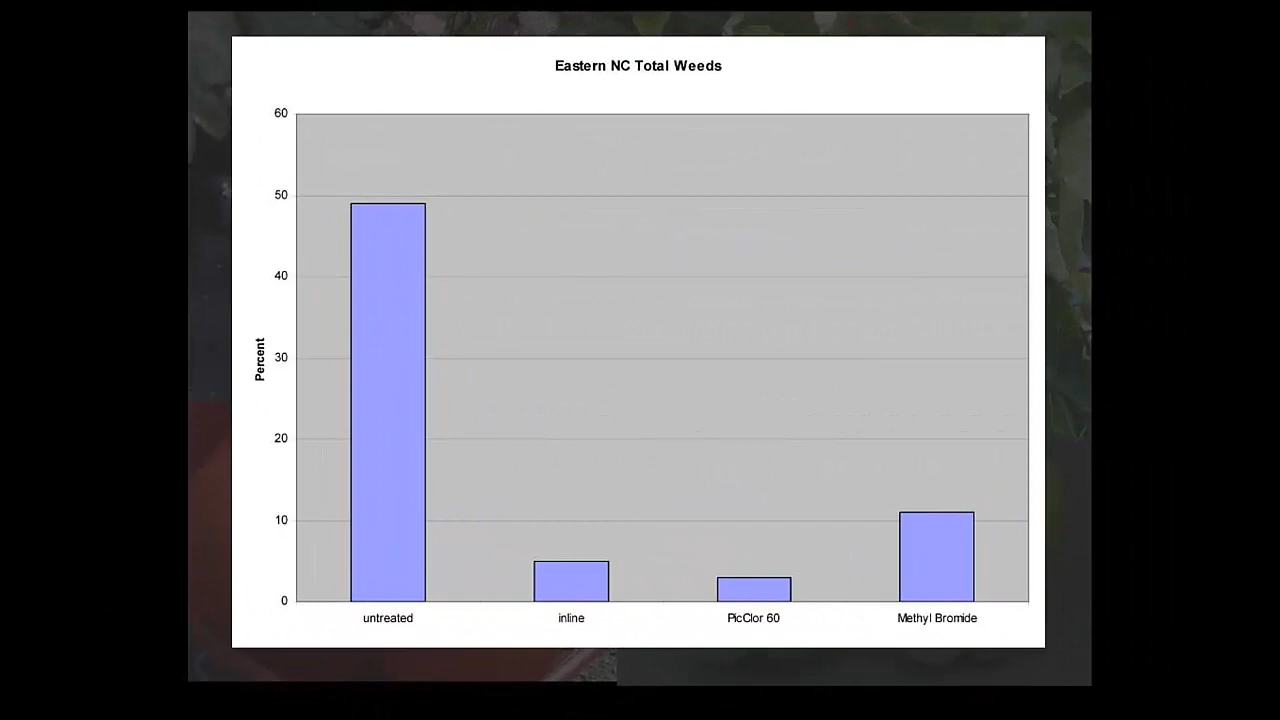 Eastern NC Total Weeds
60
50
40
30
20
10
0
Percent
untreated
inline
PicClor 60
Methyl Bromide